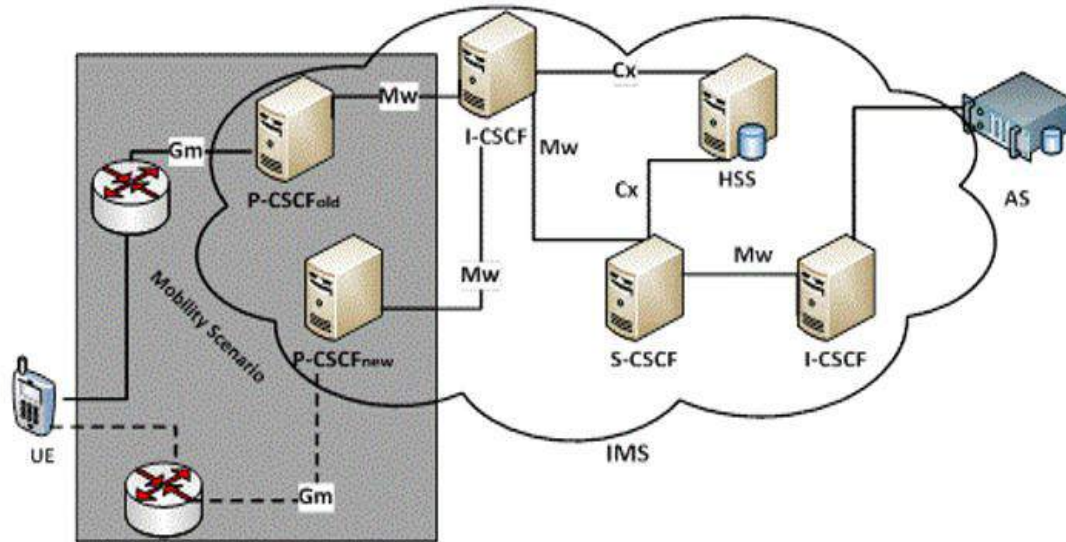 Cx
Mw
I-CSCF
Mw
Gm
HSS
P-CSCFold
Cx
AS
Mw
Mw
Mobility Scenario
P-CSCFnew
S-CSCF
I-CSCF
UE
IMS
Gm